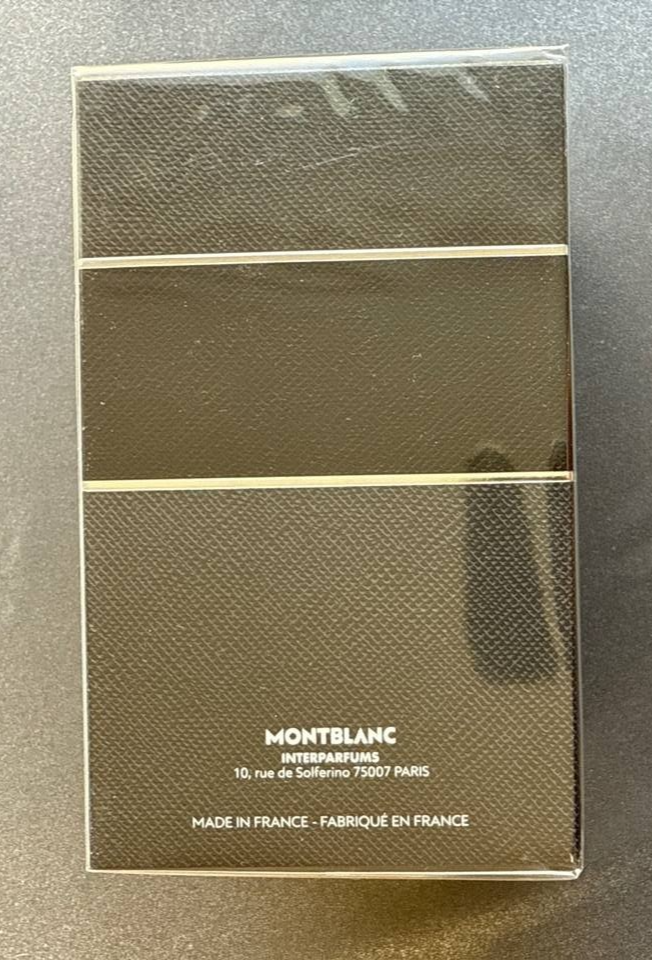 MONTBLANC
INTERPARFUMS
10, rue de Solferino 75007 PARIS
MADE IN FRANCE - FABRIQUÉ EN FRANCE